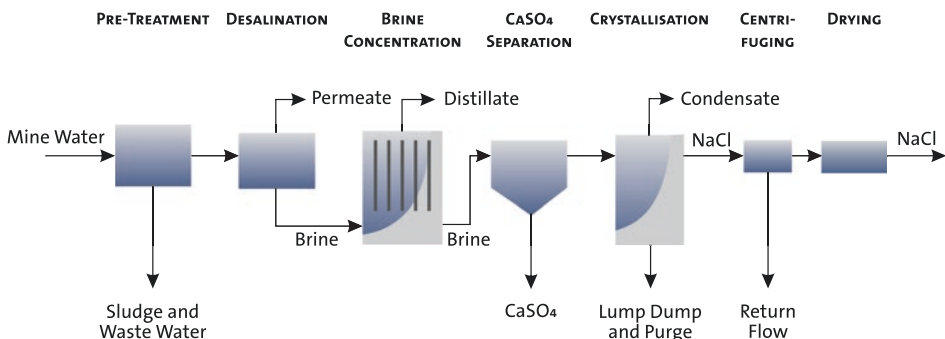 PRE-TREATMENT
DESALINATION
BRINE
CONCENTRATION
CASO4
SEPARATION
CRYSTALLISATION
CENTRI-
FUGING
DRYING
Permeate
Distillate
Condensate
Mine Water
NaCl
NaCl
Brine
Brine
Sludge and
Waste Water
CaSO4
Lump Dump
and Purge
Return
Flow